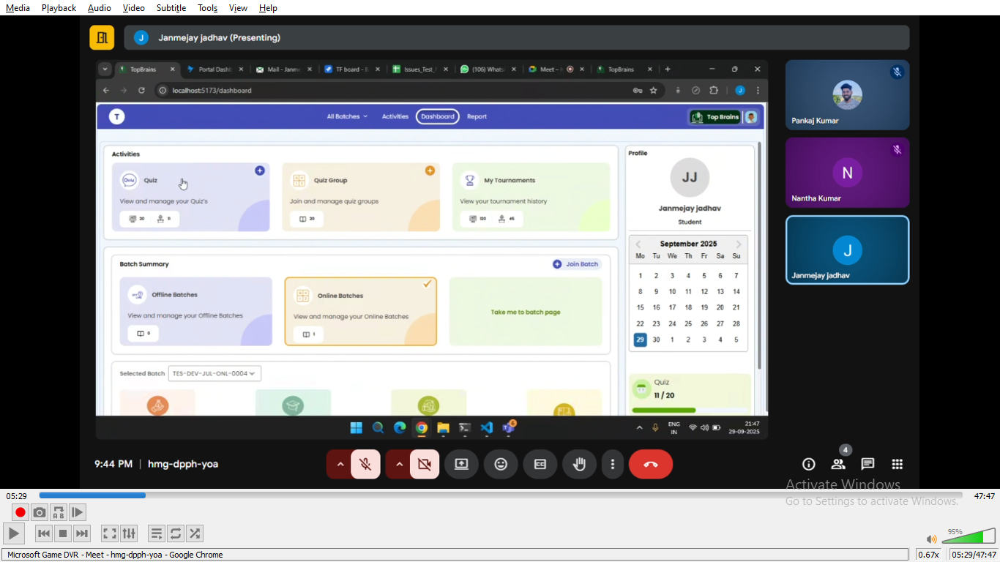 Media Playback Audio Video Subtitle Tools View Help
J Janmejay jadhav (Presenting)
TopBrains Portal Dashb Mail - Janm TF board - Issues_Test_ (106) Whats Meet – TopBrains
localhost:5173/dashboard
J
T All Batches Activities Dashboard Report Top Brains
Activities
Quiz
View and manage your Quiz's
20 11
Quiz Group
Join and manage quiz groups
20
My Tournaments
View your tournament history
120 45
Batch Summary
Join Batch
Offline Batches
View and manage your Offline Batches
0
Online Batches
View and manage your Online Batches
1
Take me to batch page
Selected Batch TES-DEV-JUL-ONL-0004
Profile
JJ
Janmejay jadhav
Student
September 2025
Mo Tu We Th Fr Sa Su
1 2 3 4 5 6 7
8 9 10 11 12 13 14
15 16 17 18 19 20 21
22 23 24 25 26 27 28
29 30 1 2 3 4 5
Quiz
11 / 20
6
ENG
IN
21:47
29-09-2025
Pankaj Kumar
N
Nantha Kumar
J
Janmejay jadhav
9:44 PM | hmg-dpph-yoa
4
Activate Windows
Go to Settings to activate Windows.
05:29 47:47
A B
95%
Microsoft Game DVR - Meet - hmg-dpph-yoa - Google Chrome 0.67x 05:29/47:47